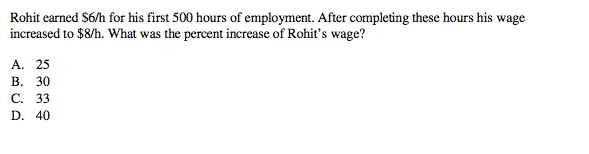 Rohit earned $6/h for his first 500 hours of employment. After completing these hours his wage
increased to $8/h. What was the percent increase of Rohit's wage?
A. 25
B. 30
C. 33
D. 40